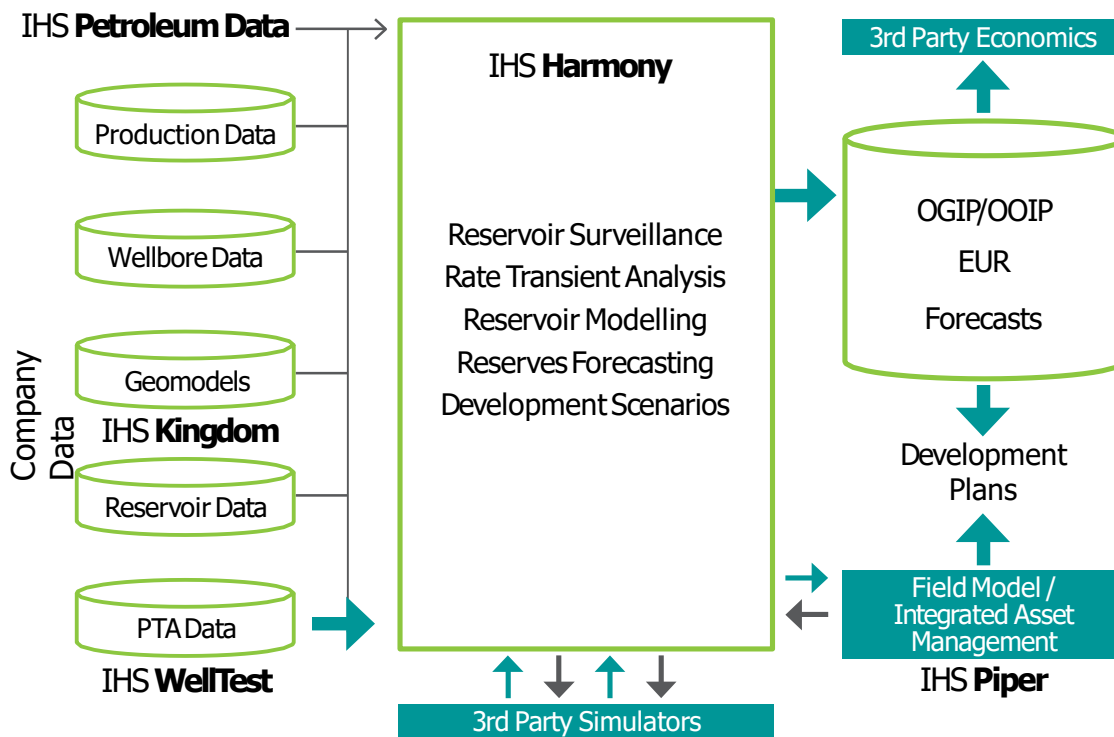 IHS Petroleum Data
Production Data
Wellbore Data
Geomodels
IHS Kingdom
Reservoir Data
PTA Data
IHS WellTest
Company
Data
IHS Harmony
Reservoir Surveillance
Rate Transient Analysis
Reservoir Modelling
Reserves Forecasting
Development Scenarios
3rd Party Simulators
3rd Party Economics
OGIP/OOIP
EUR
Forecasts
Development
Plans
Field Model /
Integrated Asset
Management
IHS Piper